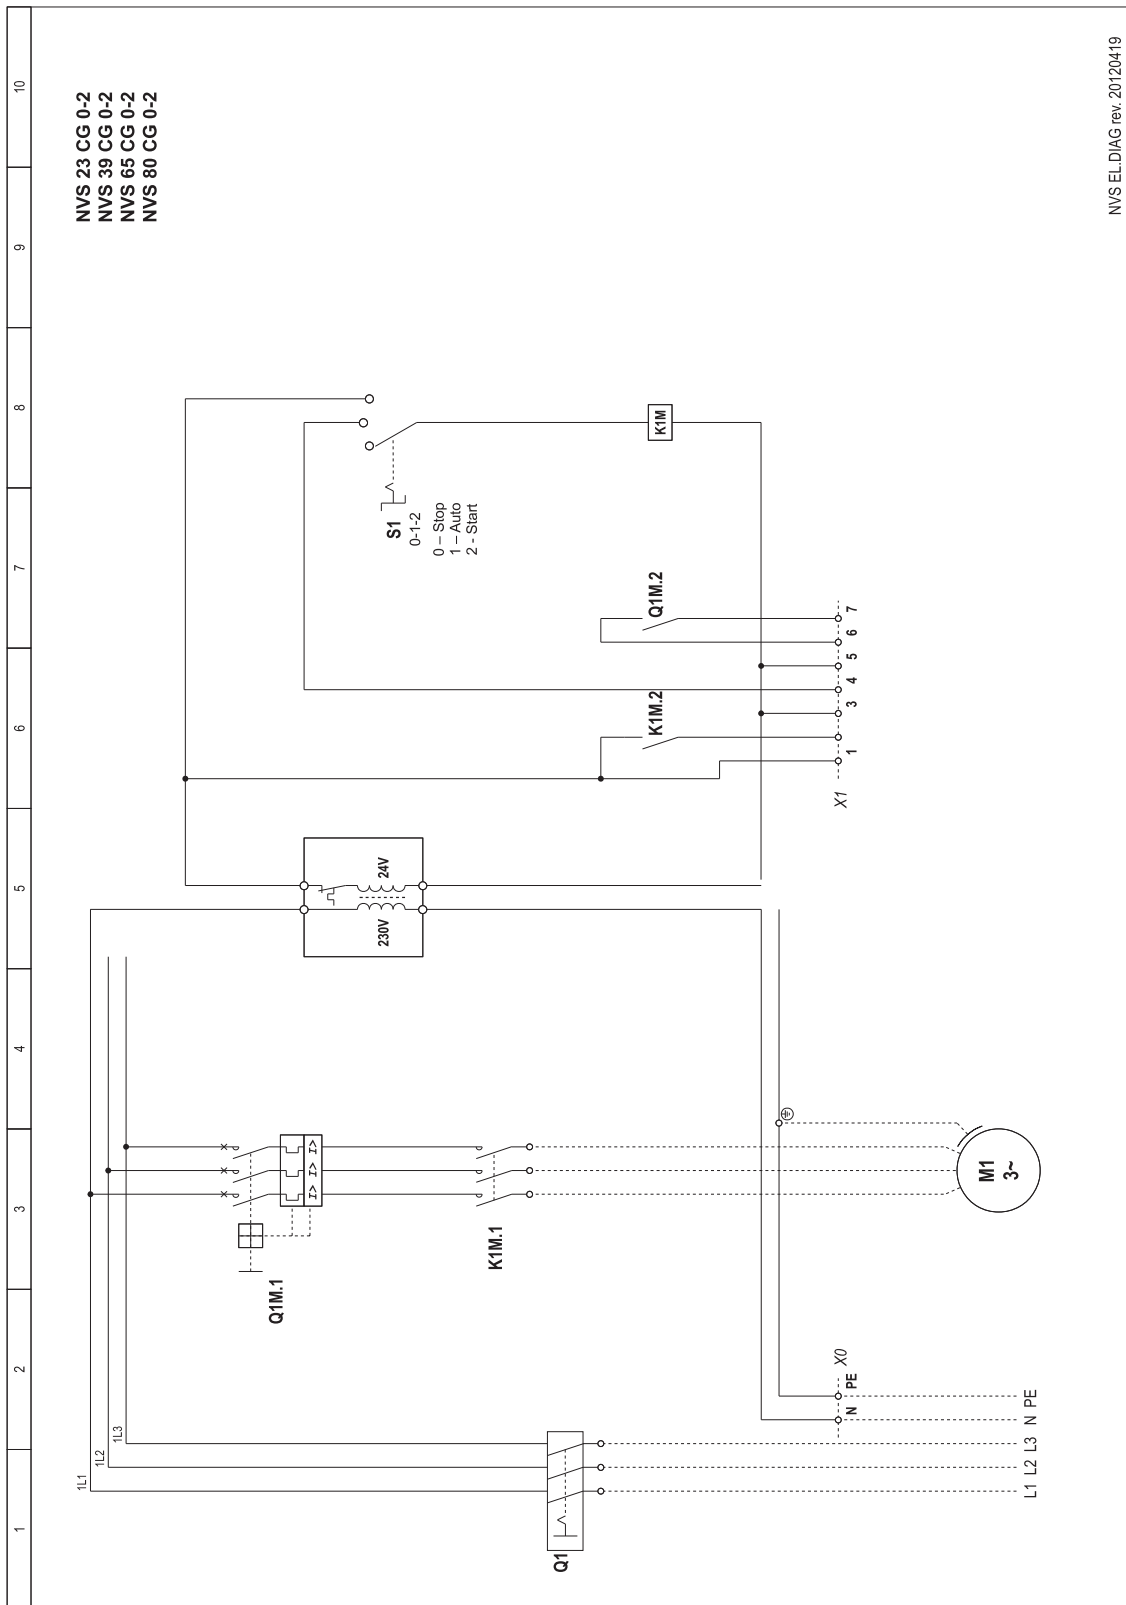 1
2
3
4
5
6
7
8
9
10
NVS 23 CG 0-2
NVS 39 CG 0-2
NVS 65 CG 0-2
NVS 80 CG 0-2
1L1
1L2
1L3
Q1M.1
I> I> I>
230V
24V
S1
0-1-2
0 – Stop
1 – Auto
2 - Start
K1M
K1M.1
K1M.2
Q1M.2
Q1
X0
N PE
X1
1 3 4 5 6 7
M1
3~
L1 L2 L3 N PE
NVS EL.DIAG rev. 20120419